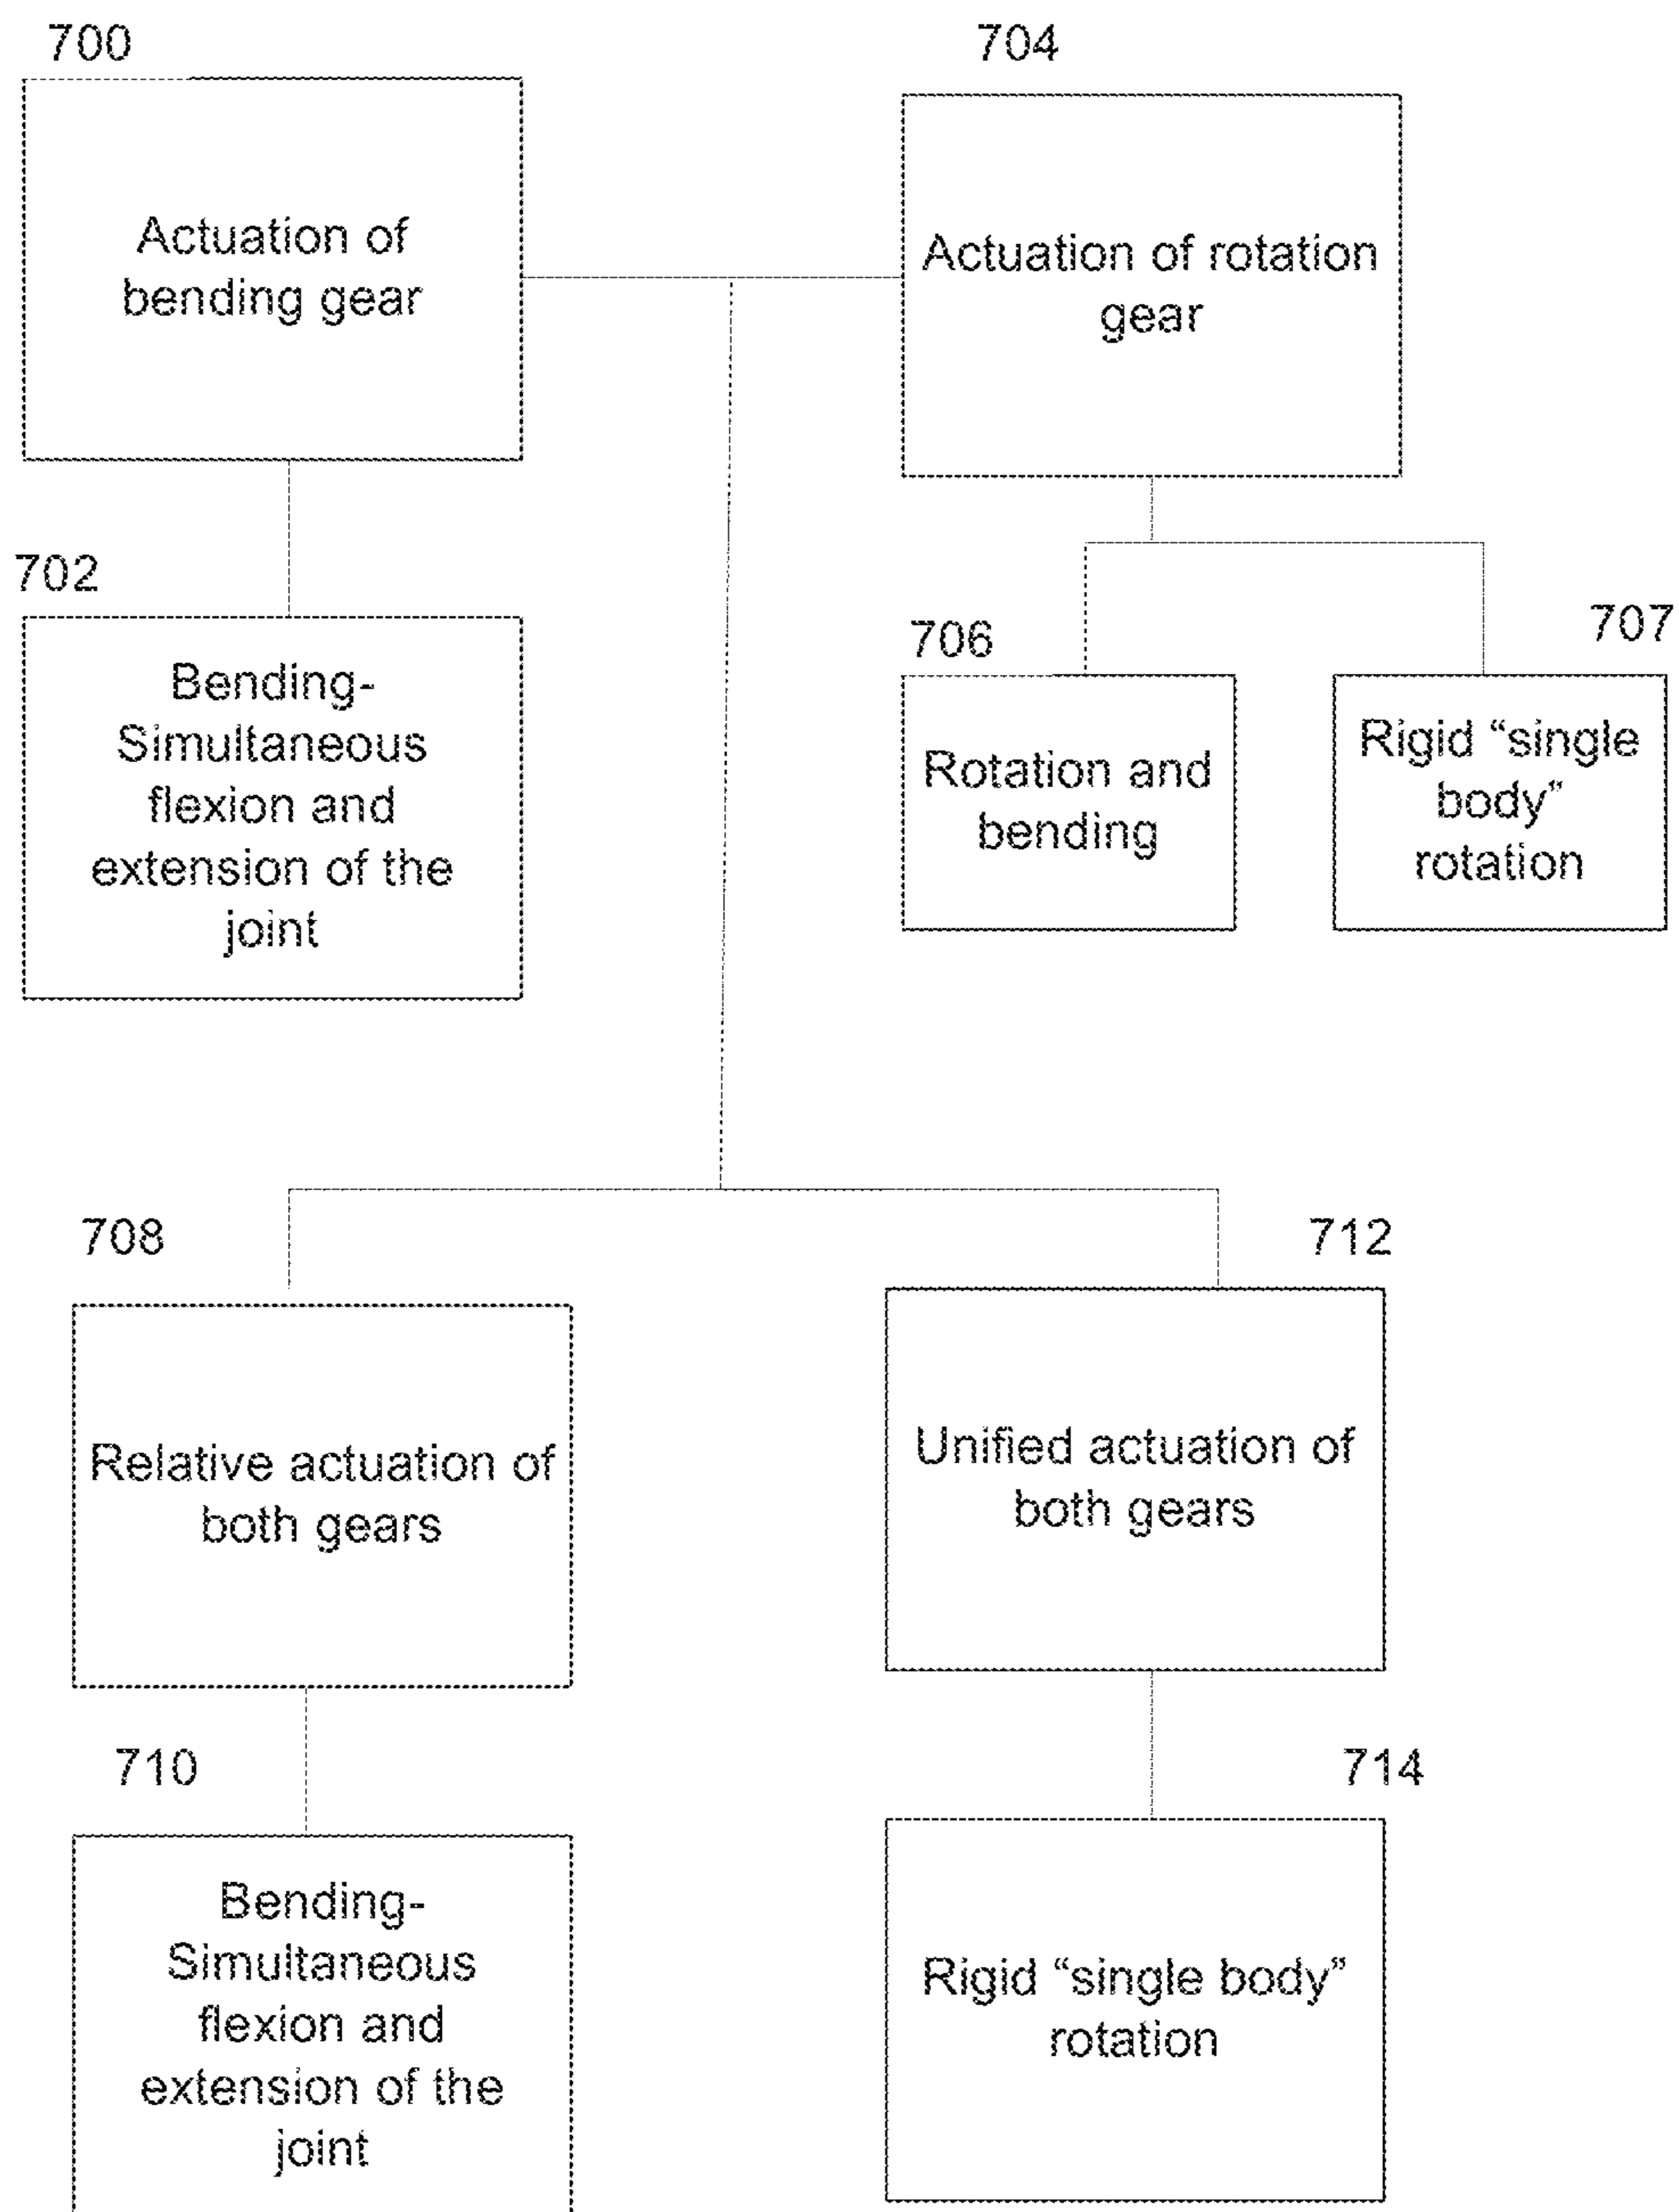 700
Actuation of
bending gear
704
Actuation of rotation
gear
702
Bending-
Simultaneous
flexion and
extension of the
joint
706
Rotation and
bending
707
Rigid “single
body”
rotation
708
Relative actuation of
both gears
712
Unified actuation of
both gears
710
Bending-
Simultaneous
flexion and
extension of the
joint
714
Rigid “single body”
rotation